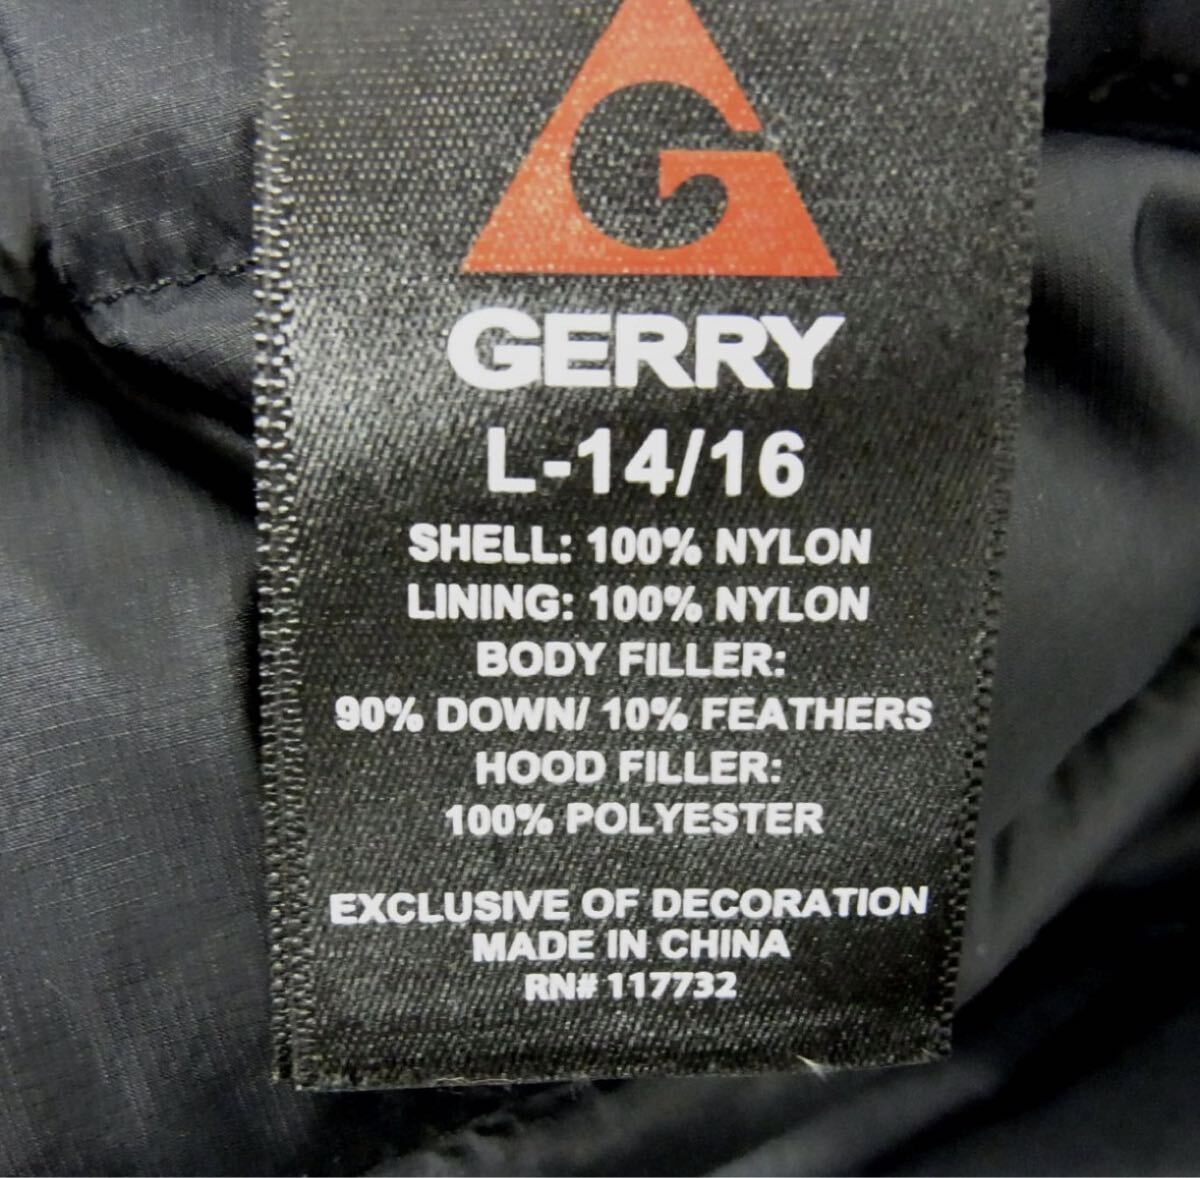 G
GERRY
L-14/16
SHELL: 100% NYLON
LINING: 100% NYLON
BODY FILLER:
90% DOWN/ 10% FEATHERS
HOOD FILLER:
100% POLYESTER
EXCLUSIVE OF DECORATION
MADE IN CHINA
RN# 117732